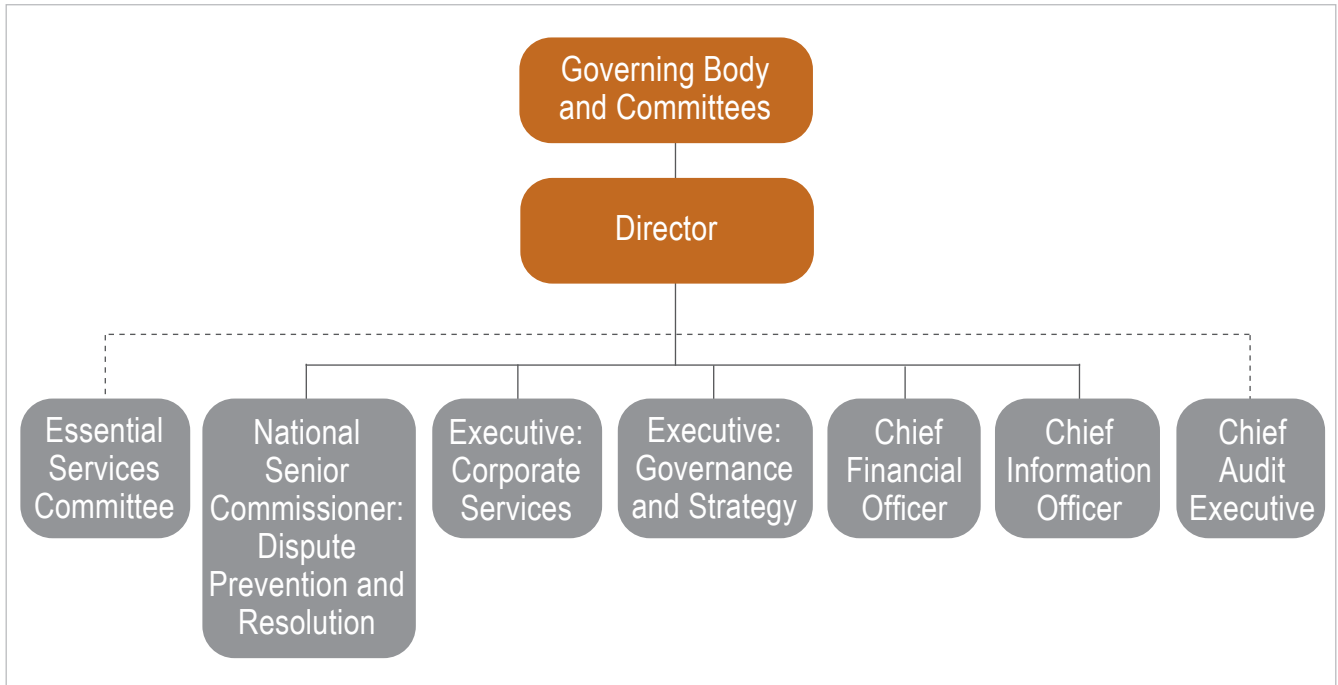 Governing Body
and Committees
Director
Essential
Services
Committee
National
Senior
Commissioner:
Dispute
Prevention and
Resolution
Executive:
Corporate
Services
Executive:
Governance
and Strategy
Chief
Financial
Officer
Chief
Information
Officer
Chief
Audit
Executive